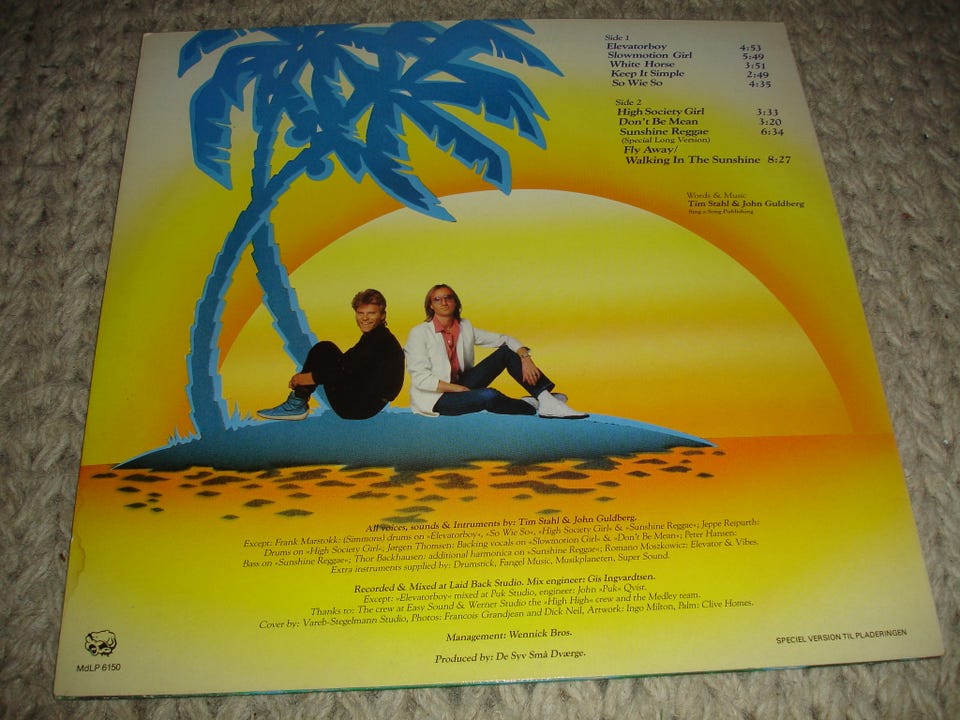 Side 1
Elevatorboy 4:53
Slowmotion Girl 5:49
White Horse 3:51
Keep It Simple 2:49
So Wie So 4:35
Side 2
High Society Girl 3:33
Don't Be Mean 3:20
Sunshine Reggae 6:34
(Special Long Version)
Fly Away/
Walking In The Sunshine 8:27
Words & Music
Tim Stahl & John Guldberg
Sing a Song Publishing
All voices, sounds & Intruments by: Tim Stahl & John Guldberg.
Except: Frank Marstokk: (Simmons) drums on »Elevatorboy«, »So Wie So«, »High Society Girl« & »Sunshine Reggae«; Jeppe Reipurth:
Drums on »High Society Girl«; Jørgen Thomsen: Backing vocals on »Slowmotion Girl« & »Don't Be Mean«; Peter Hansen:
Bass on »Sunshine Reggae«; Thor Backhausen: additional harmonica on »Sunshine Reggae«; Romano Moszkowicz: Elevator & Vibes.
Extra instruments supplied by: Drumstick, Fangel Music, Musikplaneten, Super Sound.
Recorded & Mixed at Laid Back Studio. Mix engineer: Gis Ingvardtsen.
Except: »Elevatorboy« mixed at Puk Studio, engineer: John »Puk« Qvist.
Thanks to: The crew at Easy Sound & Werner Studio the »High High« crew and the Medley team.
Cover by: Vareb-Stegelmann Studio, Photos: Francois Grandjean and Dick Neil, Artwork: Ingo Milton, Palm: Clive Homes.
Management: Wennick Bros.
Produced by: De Syv Små Dværge.
MdLP 6150
SPECIEL VERSION TIL PLADERINGEN